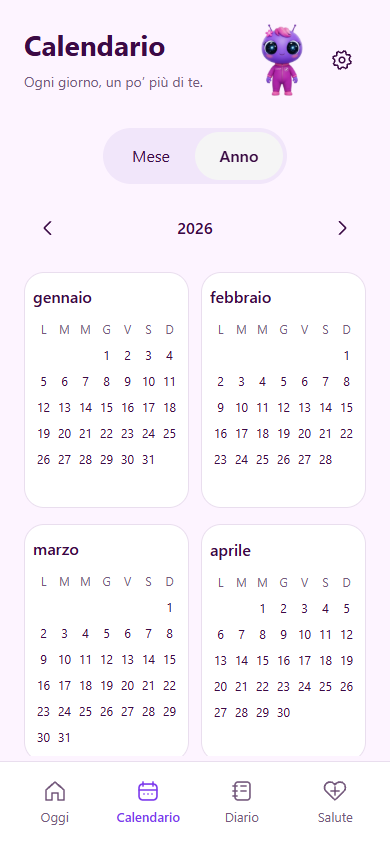 Calendario
Ogni giorno, un po’ più di te.
Mese Anno
2026
gennaio
L M M G V S D
1 2 3 4
5 6 7 8 9 10 11
12 13 14 15 16 17 18
19 20 21 22 23 24 25
26 27 28 29 30 31
febbraio
L M M G V S D
1
2 3 4 5 6 7 8
9 10 11 12 13 14 15
16 17 18 19 20 21 22
23 24 25 26 27 28
marzo
L M M G V S D
1
2 3 4 5 6 7 8
9 10 11 12 13 14 15
16 17 18 19 20 21 22
23 24 25 26 27 28 29
30 31
aprile
L M M G V S D
1 2 3 4 5
6 7 8 9 10 11 12
13 14 15 16 17 18 19
20 21 22 23 24 25 26
27 28 29 30
Oggi Calendario Diario Salute